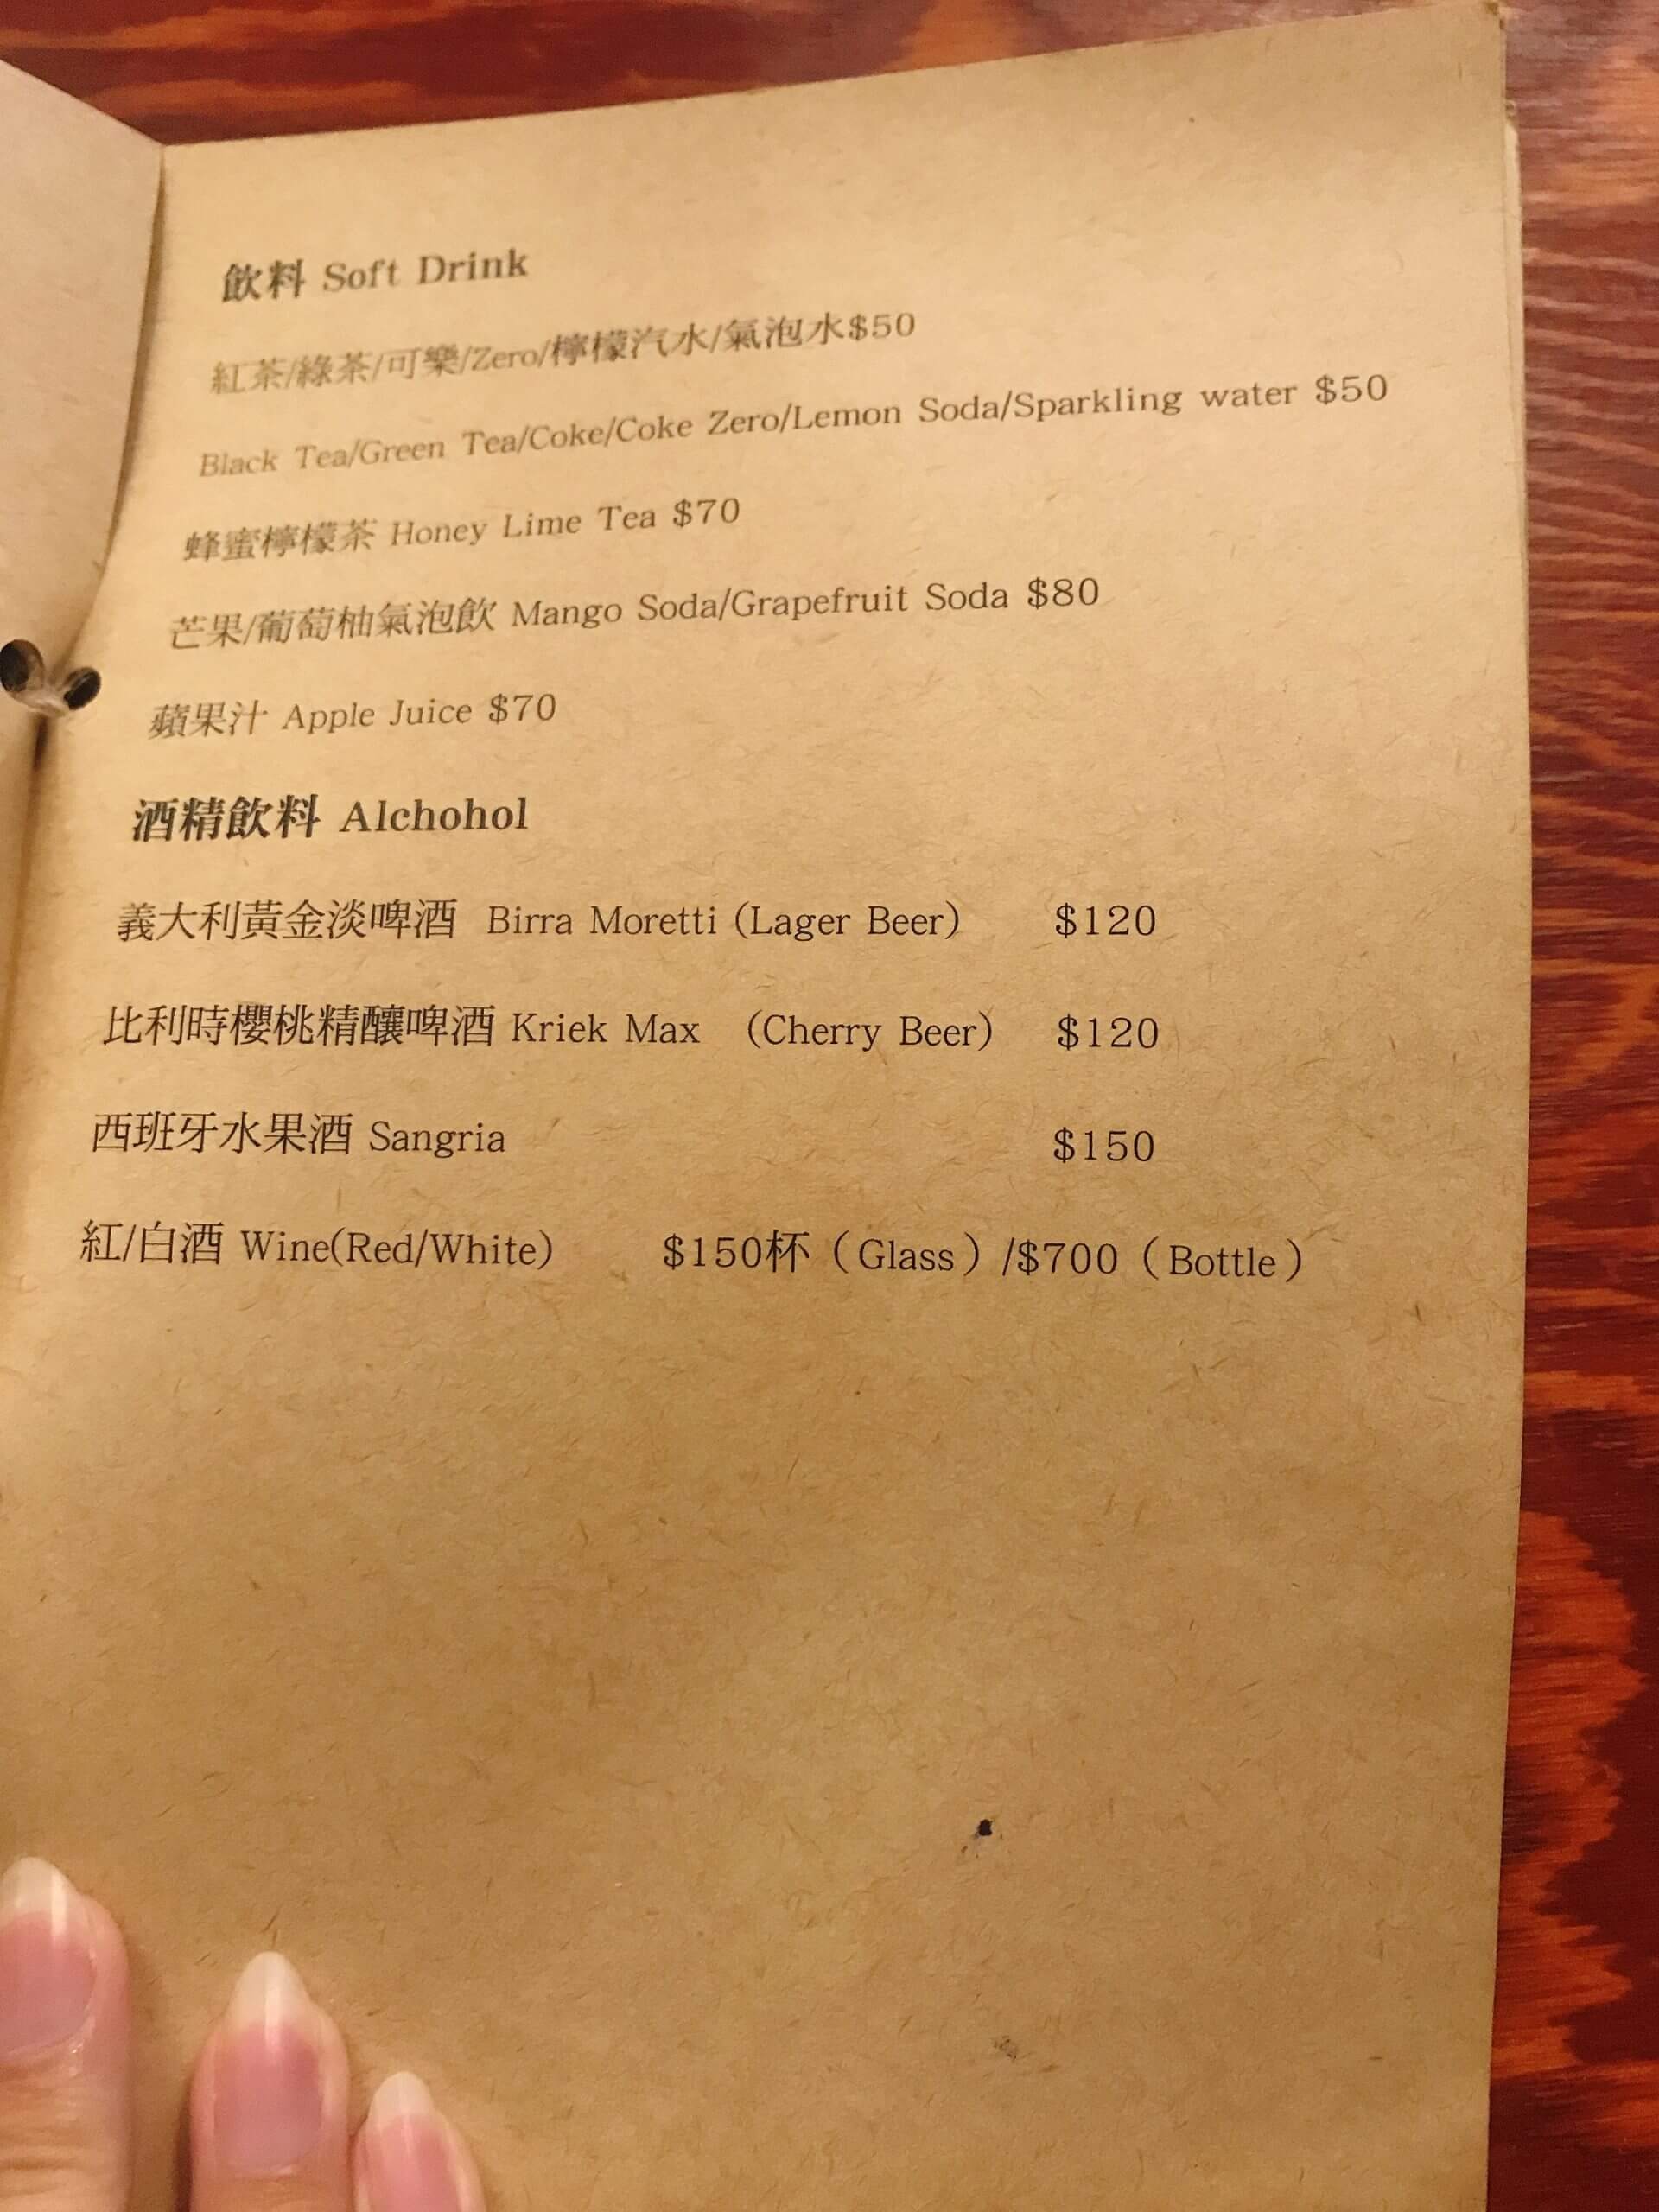 飲料 Soft Drink
紅茶/綠茶/可樂/Zero/檸檬汽水/氣泡水$50
Black Tea/Green Tea/Coke/Coke Zero/Lemon Soda/Sparkling water $50
蜂蜜檸檬茶 Honey Lime Tea $70
芒果/葡萄柚氣泡飲 Mango Soda/Grapefruit Soda $80
蘋果汁 Apple Juice $70
酒精飲料 Alchohol
義大利黃金淡啤酒 Birra Moretti (Lager Beer) $120
比利時櫻桃精釀啤酒 Kriek Max (Cherry Beer) $120
西班牙水果酒 Sangria $150
紅/白酒 Wine(Red/White) $150杯（Glass）/$700（Bottle）